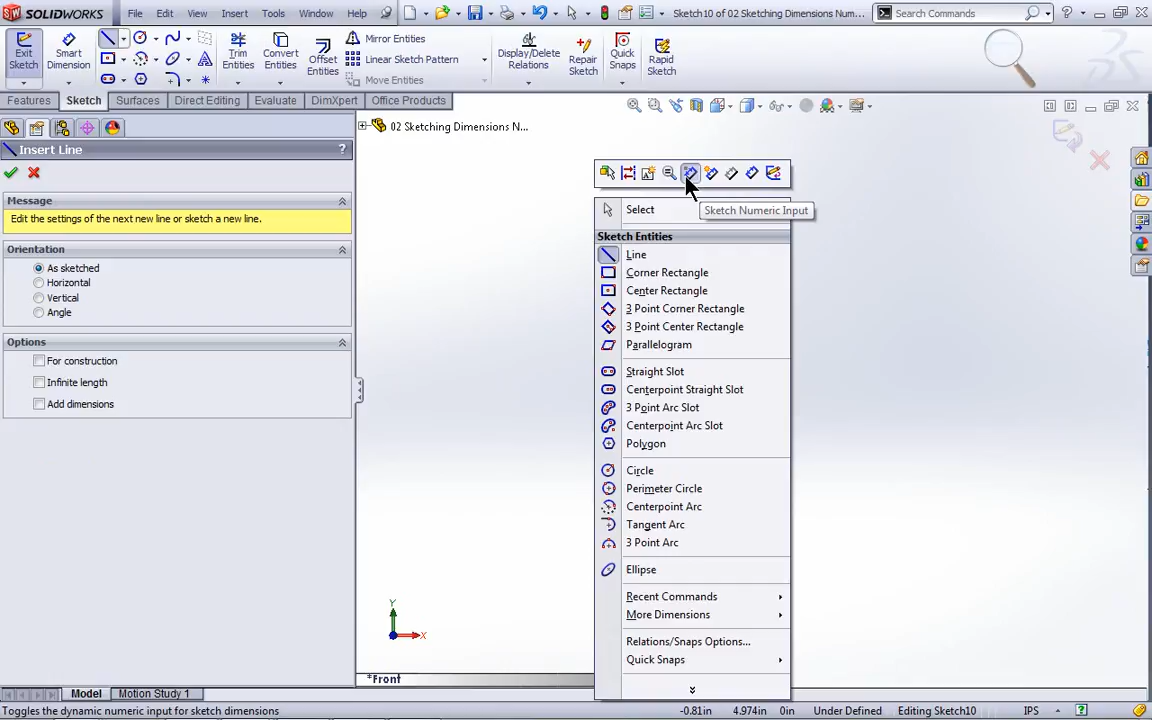 SOLIDWORKS File Edit View Insert Tools Window Help Sketch10 of 02 Sketching Dimensions Num... Search Commands
Exit Sketch
Smart Dimension
Trim Entities
Convert Entities
Offset Entities
Mirror Entities
Linear Sketch Pattern
Move Entities
Display/Delete Relations
Repair Sketch
Quick Snaps
Rapid Sketch
Features Sketch Surfaces Direct Editing Evaluate DimXpert Office Products
02 Sketching Dimensions N...
Insert Line ?
Message
Edit the settings of the next new line or sketch a new line.
Orientation
As sketched
Horizontal
Vertical
Angle
Options
For construction
Infinite length
Add dimensions
Select
Sketch Numeric Input
Sketch Entities
Line
Corner Rectangle
Center Rectangle
3 Point Corner Rectangle
3 Point Center Rectangle
Parallelogram
Straight Slot
Centerpoint Straight Slot
3 Point Arc Slot
Centerpoint Arc Slot
Polygon
Circle
Perimeter Circle
Centerpoint Arc
Tangent Arc
3 Point Arc
Ellipse
Recent Commands
More Dimensions
Relations/Snaps Options...
Quick Snaps
Y
X
*Front
Model Motion Study 1
Toggles the dynamic numeric input for sketch dimensions -0.81in 4.974in 0in Under Defined Editing Sketch10 IPS